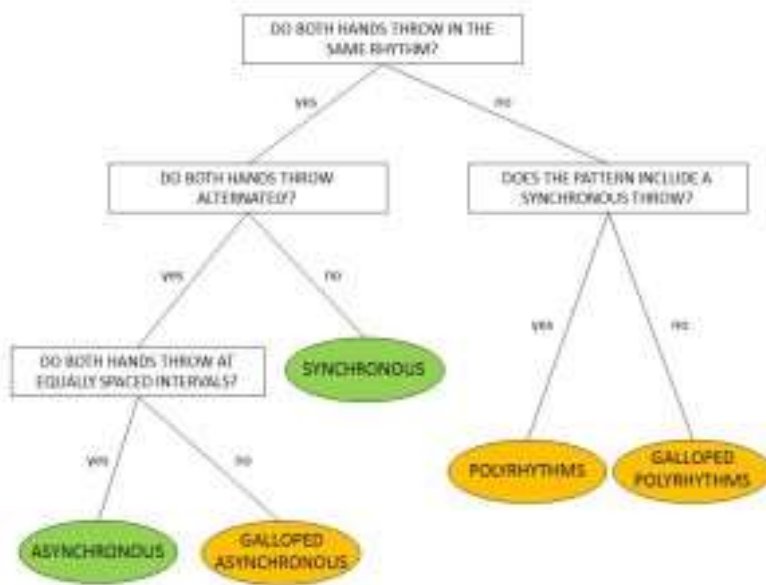 DO BOTH HANDS THROW IN THE
SAME RHYTHM?
yes
no
DO BOTH HANDS THROW
ALTERNATELY?
DOES THE PATTERN INCLUDE A
SYNCHRONOUS THROW?
yes
no
yes
no
DO BOTH HANDS THROW AT
EQUALLY SPACED INTERVALS?
SYNCHRONOUS
yes
no
POLYRHYTHMS
GALLOPED
POLYRHYTHMS
ASYNCHRONOUS
GALLOPED
ASYNCHRONOUS